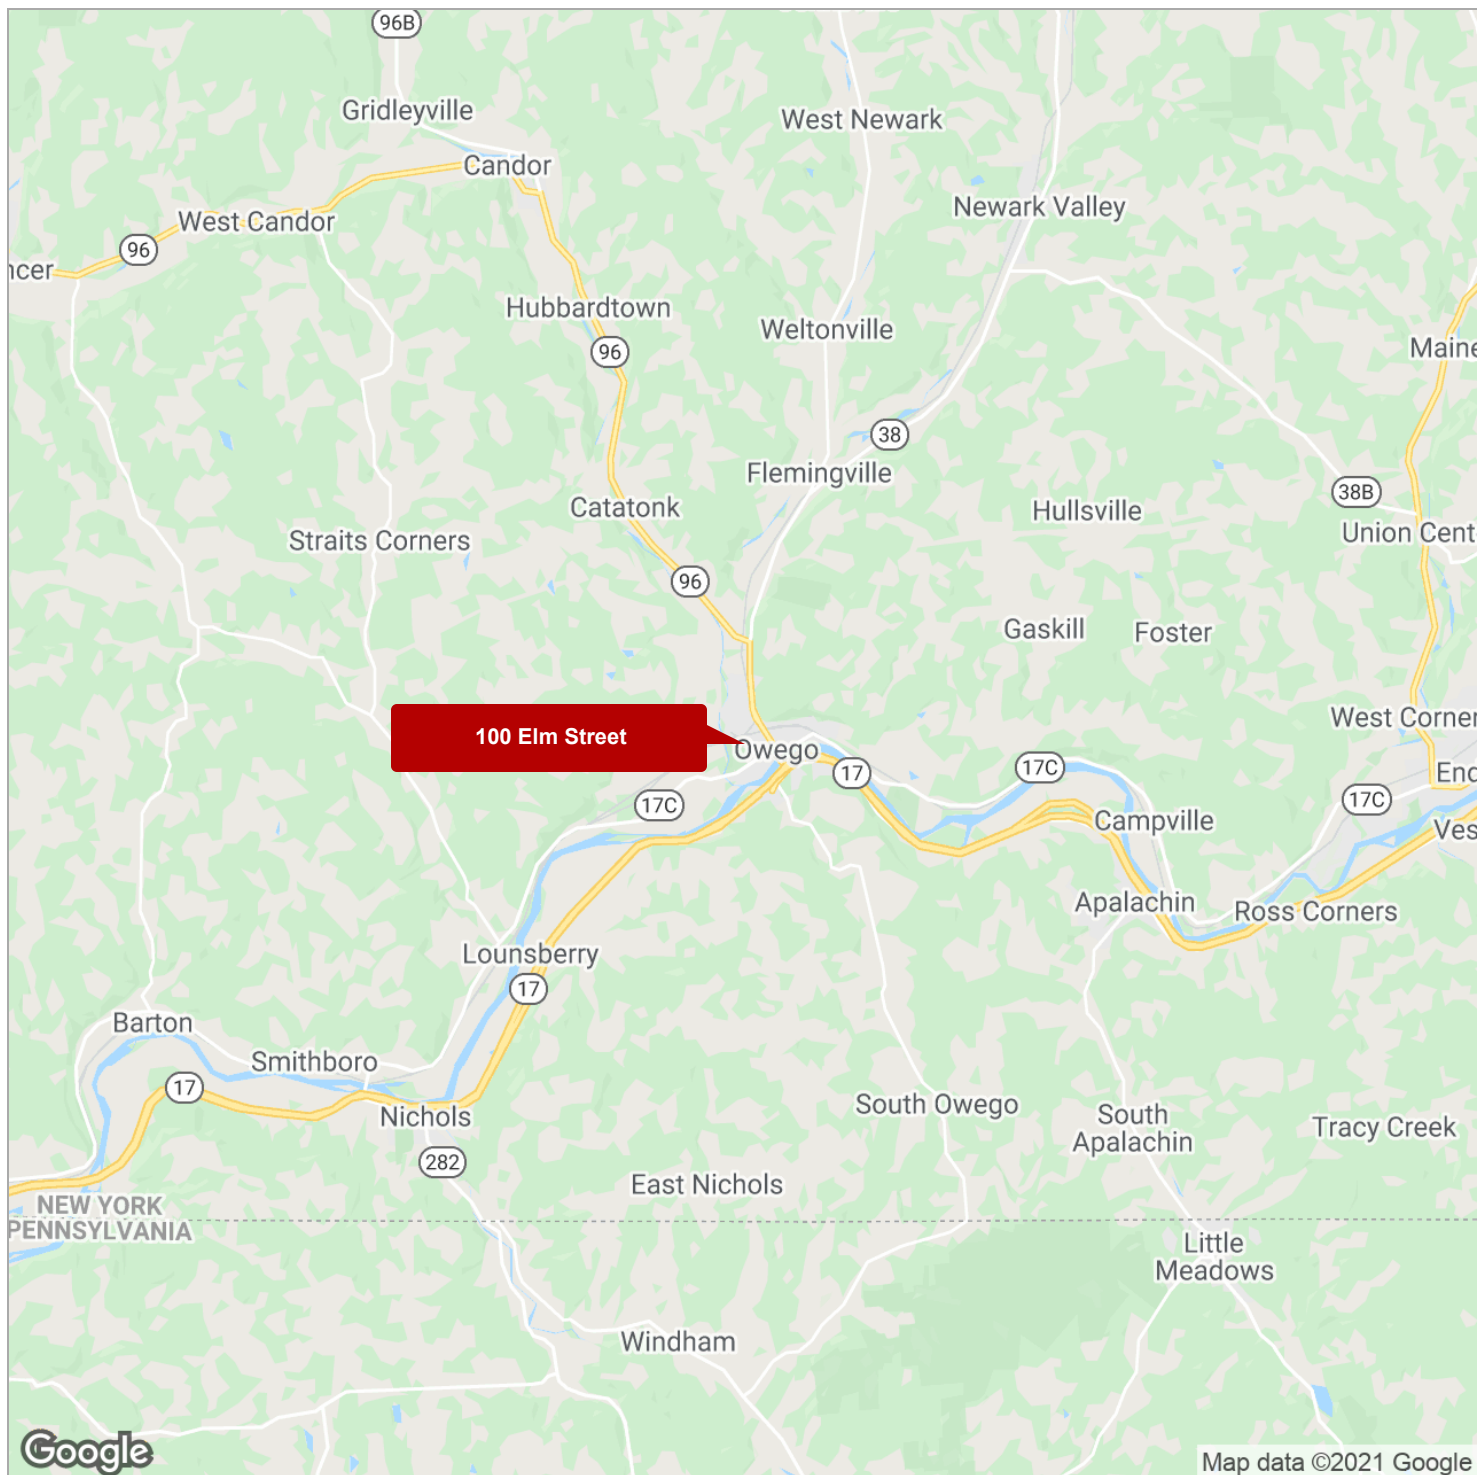 96B
Gridleyville
West Newark
Candor
Newark Valley
West Candor
96
ncer
Hubbardtown
Weltonville
96
Maine
38
Flemingville
38B
Catatonk
Hullsville
Union Cent
Straits Corners
96
Gaskill
Foster
West Corner
100 Elm Street
Owego
17
17C
End
17C
17C
Campville
Ves
Apalachin
Ross Corners
Lounsberry
17
Barton
Smithboro
17
Nichols
South Owego
South
Apalachin
Tracy Creek
282
East Nichols
NEW YORK
PENNSYLVANIA
Little
Meadows
Windham
Google
Map data ©2021 Google